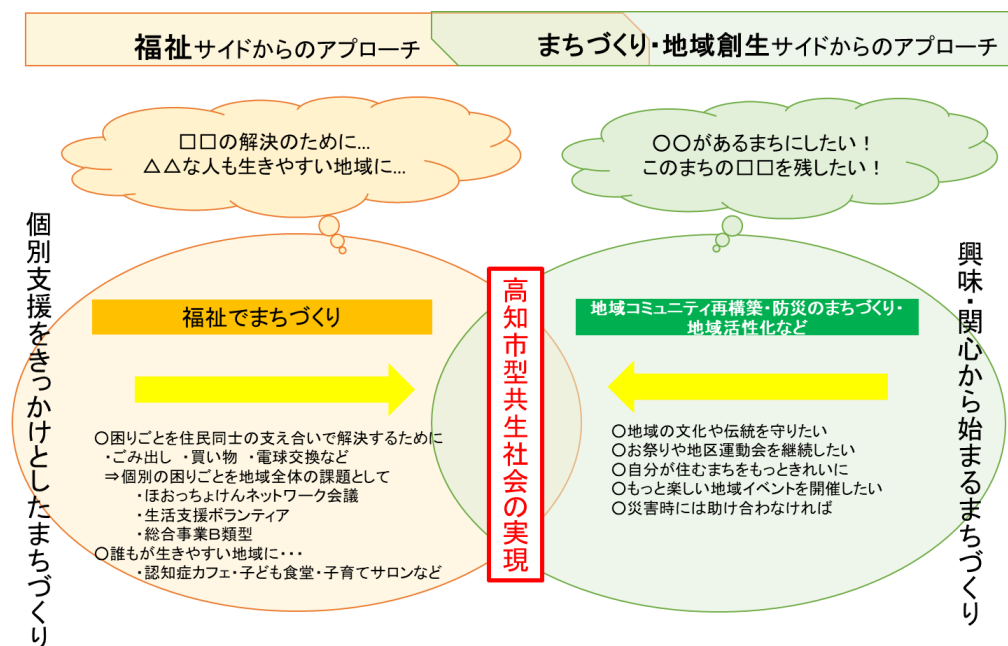 福祉サイドからのアプローチ
まちづくり・地域創生サイドからのアプローチ
□□の解決のために…
△△な人も生きやすい地域に…
○○があるまちにしたい！
このまちの□□を残したい！
個別支援をきっかけとしたまちづくり
福祉でまちづくり
○困りごとを住民同士の支え合いで解決するために
・ごみ出し ・買い物 ・電球交換など
⇒個別の困りごとを地域全体の課題として
・ほおっちょけんネットワーク会議
・生活支援ボランティア
・総合事業Ｂ類型
○誰もが生きやすい地域に・・・
・認知症カフェ・子ども食堂・子育てサロンなど
高知市型共生社会の実現
地域コミュニティ再構築・防災のまちづくり・
地域活性化など
○地域の文化や伝統を守りたい
○お祭りや地区運動会を継続したい
○自分が住むまちをもっときれいに
○もっと楽しい地域イベントを開催したい
○災害時には助け合わなければ
興味・関心から始まるまちづくり